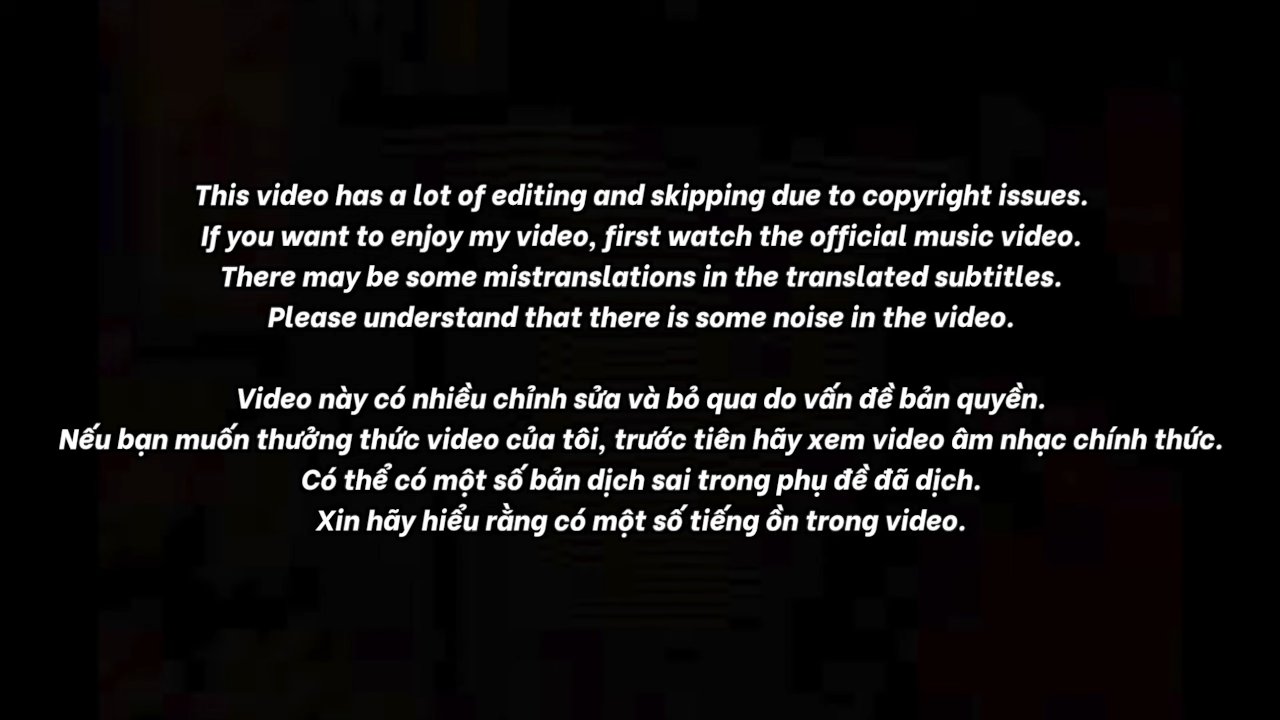 This video has a lot of editing and skipping due to copyright issues.
If you want to enjoy my video, first watch the official music video.
There may be some mistranslations in the translated subtitles.
Please understand that there is some noise in the video.
Video này có nhiều chỉnh sửa và bỏ qua do vấn đề bản quyền.
Nếu bạn muốn thưởng thức video của tôi, trước tiên hãy xem video âm nhạc chính thức.
Có thể có một số bản dịch sai trong phụ đề đã dịch.
Xin hãy hiểu rằng có một số tiếng ồn trong video.